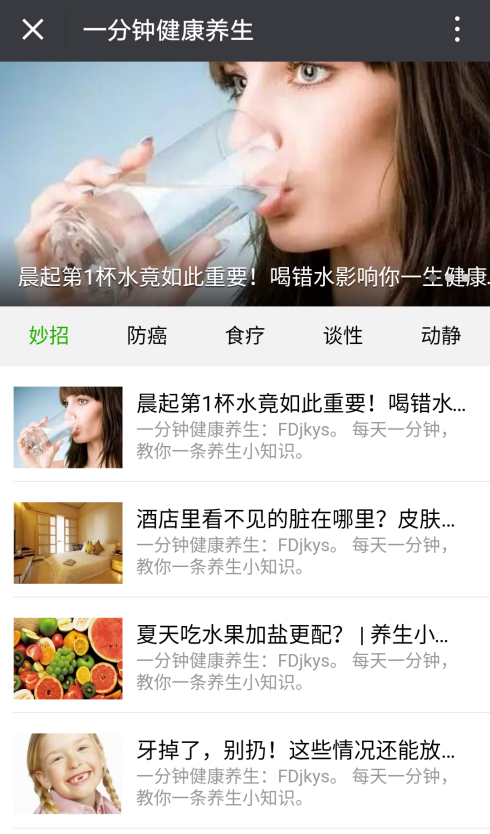 一分钟健康养生
晨起第1杯水竟如此重要！喝错水影响你一生健康...
妙招 防癌 食疗 谈性 动静
晨起第1杯水竟如此重要！喝错水...
一分钟健康养生：FDjkys。 每天一分钟，
教你一条养生小知识。
酒店里看不见的脏在哪里？皮肤...
一分钟健康养生：FDjkys。 每天一分钟，
教你一条养生小知识。
夏天吃水果加盐更配？ | 养生小...
一分钟健康养生：FDjkys。 每天一分钟，
教你一条养生小知识。
牙掉了，别扔！这些情况还能放...
一分钟健康养生：FDjkys。 每天一分钟，
教你一条养生小知识。